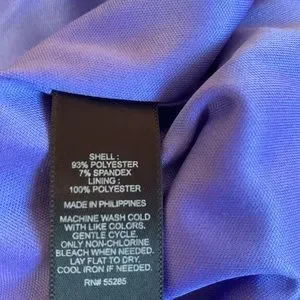 SHELL :
93% POLYESTER
7% SPANDEX
LINING :
100% POLYESTER
MADE IN PHILIPPINES
MACHINE WASH COLD
WITH LIKE COLORS.
GENTLE CYCLE.
ONLY NON-CHLORINE
BLEACH WHEN NEEDED.
LAY FLAT TO DRY.
COOL IRON IF NEEDED.
RN# 55285